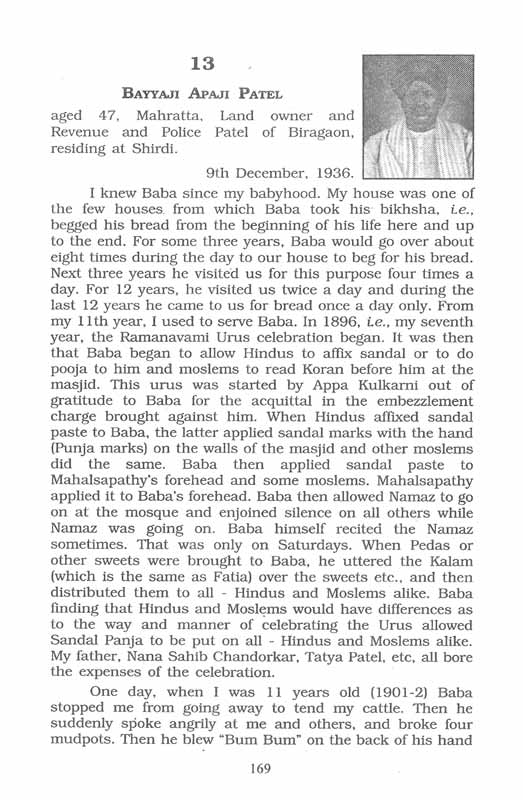 13
BAYYAJI APAJI PATEL
aged 47, Mahratta, Land owner and
Revenue and Police Patel of Biragaon,
residing at Shirdi.
9th December, 1936.
I knew Baba since my babyhood. My house was one of
the few houses from which Baba took his bikhsha, i.e.,
begged his bread from the beginning of his life here and up
to the end. For some three years, Baba would go over about
eight times during the day to our house to beg for his bread.
Next three years he visited us for this purpose four times a
day. For 12 years, he visited us twice a day and during the
last 12 years he came to us for bread once a day only. From
my 11th year, I used to serve Baba. In 1896, i.e., my seventh
year, the Ramanavami Urus celebration began. It was then
that Baba began to allow Hindus to affix sandal or to do
pooja to him and moslems to read Koran before him at the
masjid. This urus was started by Appa Kulkarni out of
gratitude to Baba for the acquittal in the embezzlement
charge brought against him. When Hindus affixed sandal
paste to Baba, the latter applied sandal marks with the hand
(Punja marks) on the walls of the masjid and other moslems
did the same. Baba then applied sandal paste to
Mahalsapathy's forehead and some moslems. Mahalsapathy
applied it to Baba's forehead. Baba then allowed Namaz to go
on at the mosque and enjoined silence on all others while
Namaz was going on. Baba himself recited the Namaz
sometimes. That was only on Saturdays. When Pedas or
other sweets were brought to Baba, he uttered the Kalam
(which is the same as Fatia) over the sweets etc., and then
distributed them to all - Hindus and Moslems alike. Baba
finding that Hindus and Moslems would have differences as
to the way and manner of celebrating the Urus allowed
Sandal Panja to be put on all - Hindus and Moslems alike.
My father, Nana Sahib Chandorkar, Tatya Patel, etc, all bore
the expenses of the celebration.
One day, when I was 11 years old (1901-2) Baba
stopped me from going away to tend my cattle. Then he
suddenly spoke angrily at me and others, and broke four
mudpots. Then he blew "Bum Bum" on the back of his hand
169